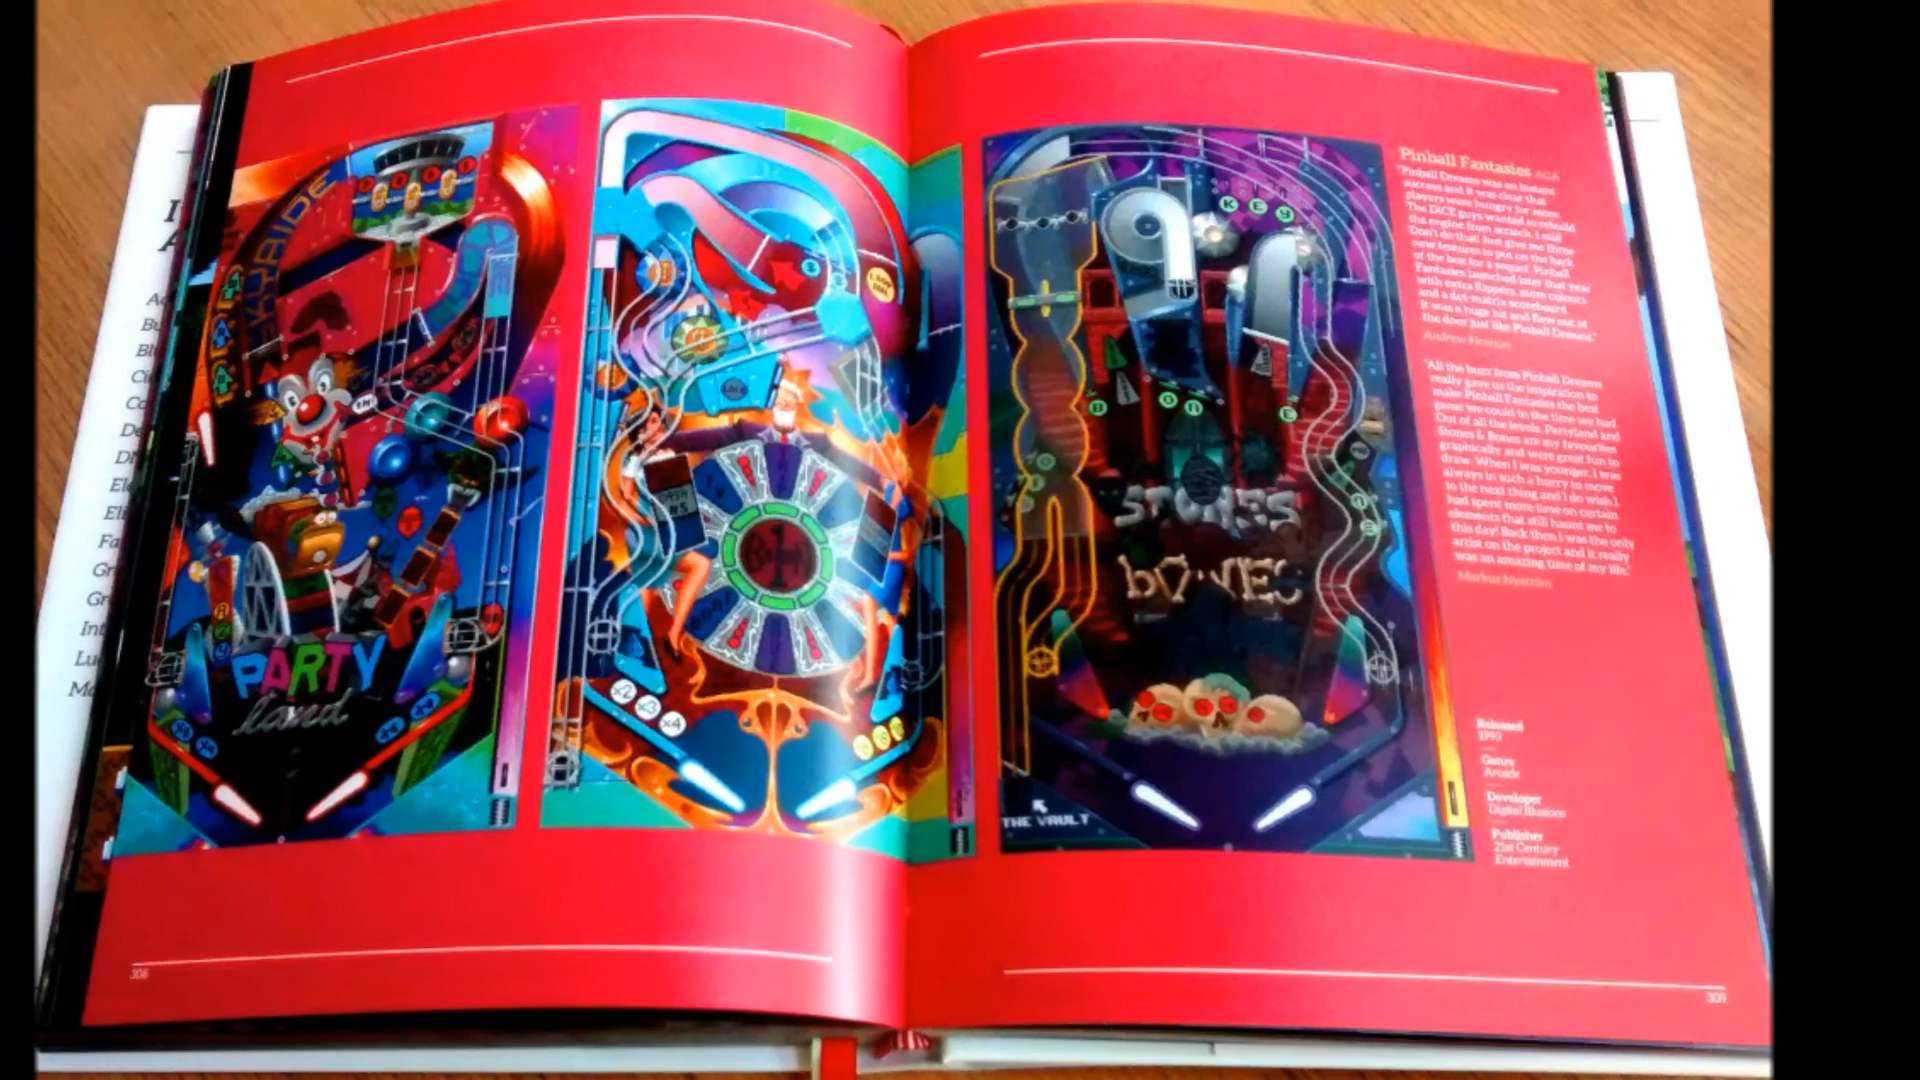 308
SKYRIDE
PARTY
land
x2
x3
x4
KEY
B O N E
STONES
BONES
THE VAULT
Pinball Fantasies AGA
"Pinball Dreams was an instant
success and it was clear that
players were hungry for more.
The DICE guys wanted to rebuild
the engine from scratch. I said
Don't do that! Just give me three
new features to put on the back
of the box for a sequel. Pinball
Fantasies launched later that year
with extra flippers, more colours
and a dot-matrix scoreboard.
It was a huge hit and flew out of
the door just like Pinball Dreams."
Andrew Hewson
"All the buzz from Pinball Dreams
really gave us the inspiration to
make Pinball Fantasies the best
game we could in the time we had.
Out of all the levels, Partyland and
Stones & Bones are my favourites
graphically and were great fun to
draw. When I was younger, I was
always in such a hurry to move
to the next thing and I do wish I
had spent more time on certain
elements that still haunt me to
this day! Back then I was the only
artist on the project and it really
was an amazing time of my life."
Markus Nyström
Released
1993
Genre
Arcade
Developer
Digital Illusions
Publisher
21st Century
Entertainment
309